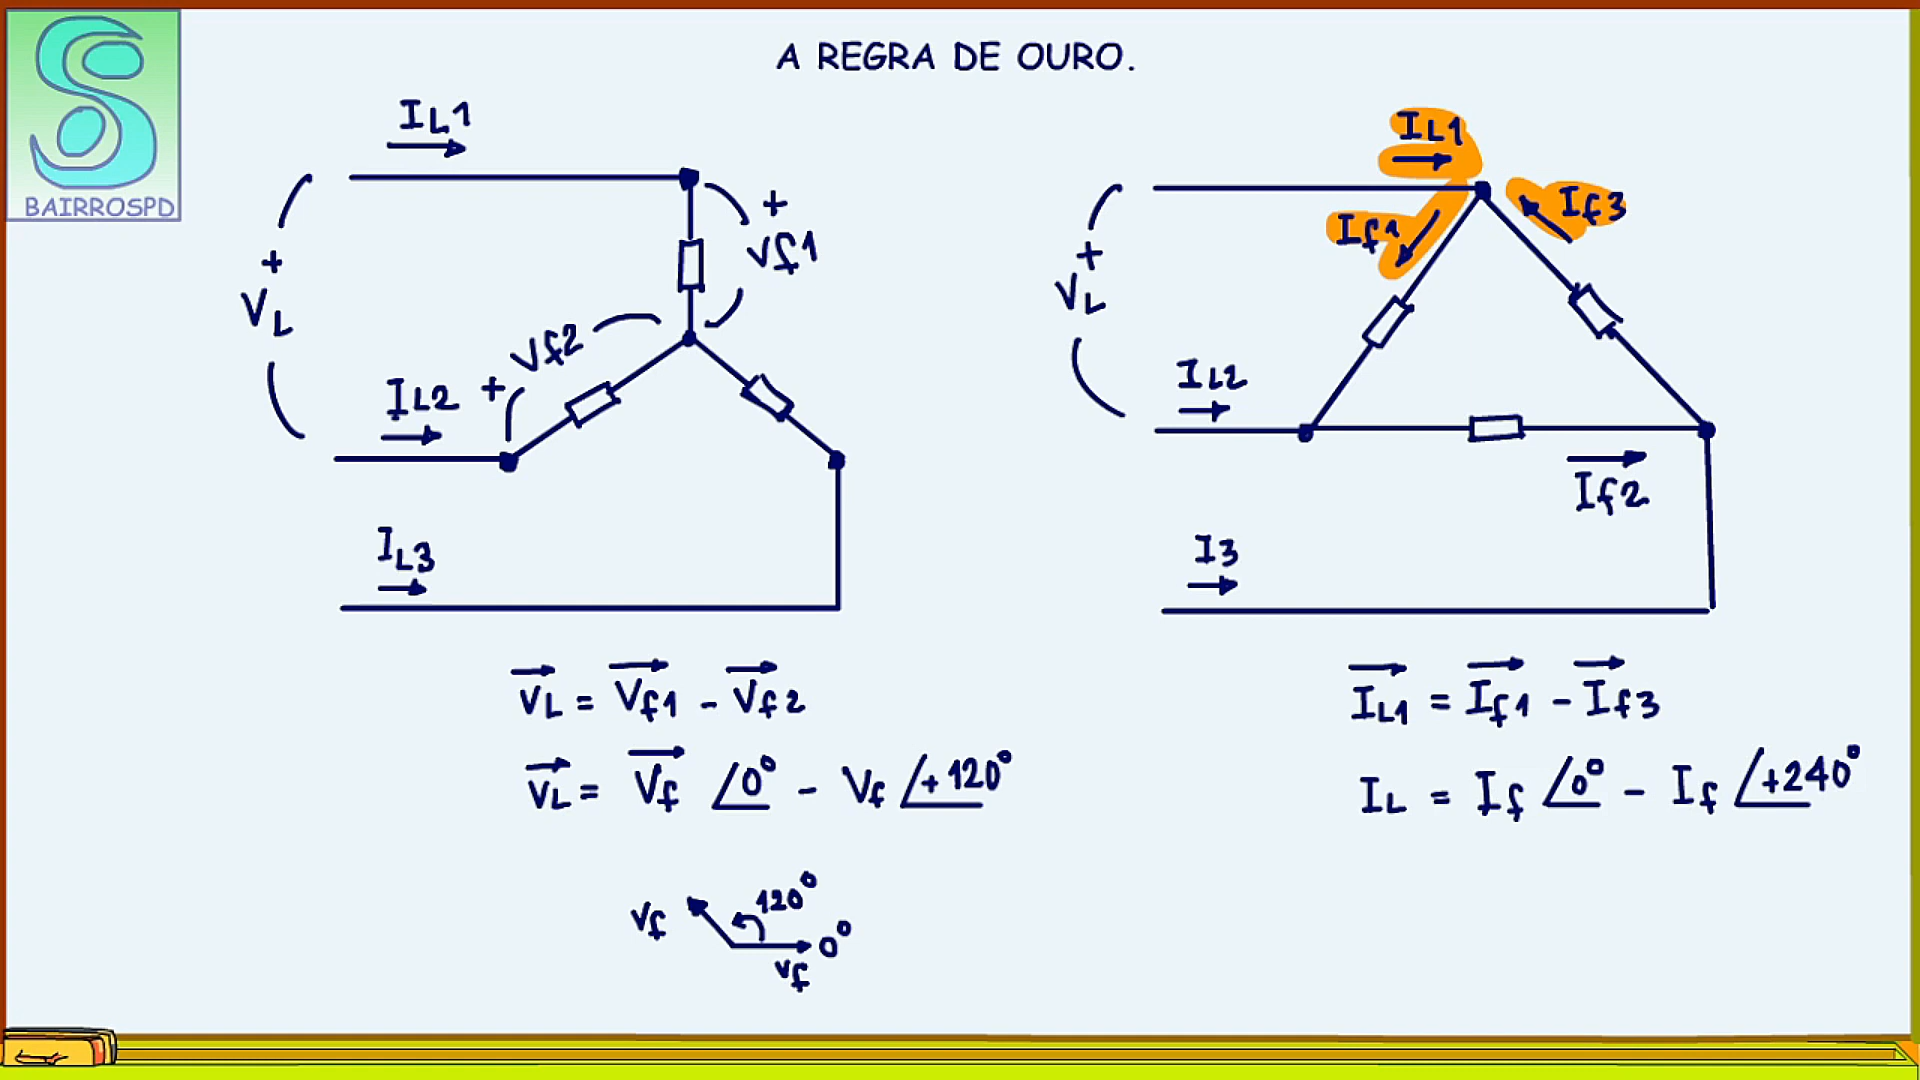 A REGRA DE OURO.
BAIRROSPD
IL1
+
Vf1
+
VL
Vf2
IL2
+
IL3
VL = Vf1 - Vf2
VL = Vf ∠0° - Vf ∠+120°
Vf
120°
0°
Vf
IL1
If1
If3
+
VL
IL2
If2
I3
IL1 = If1 - If3
IL = If ∠0° - If ∠+240°